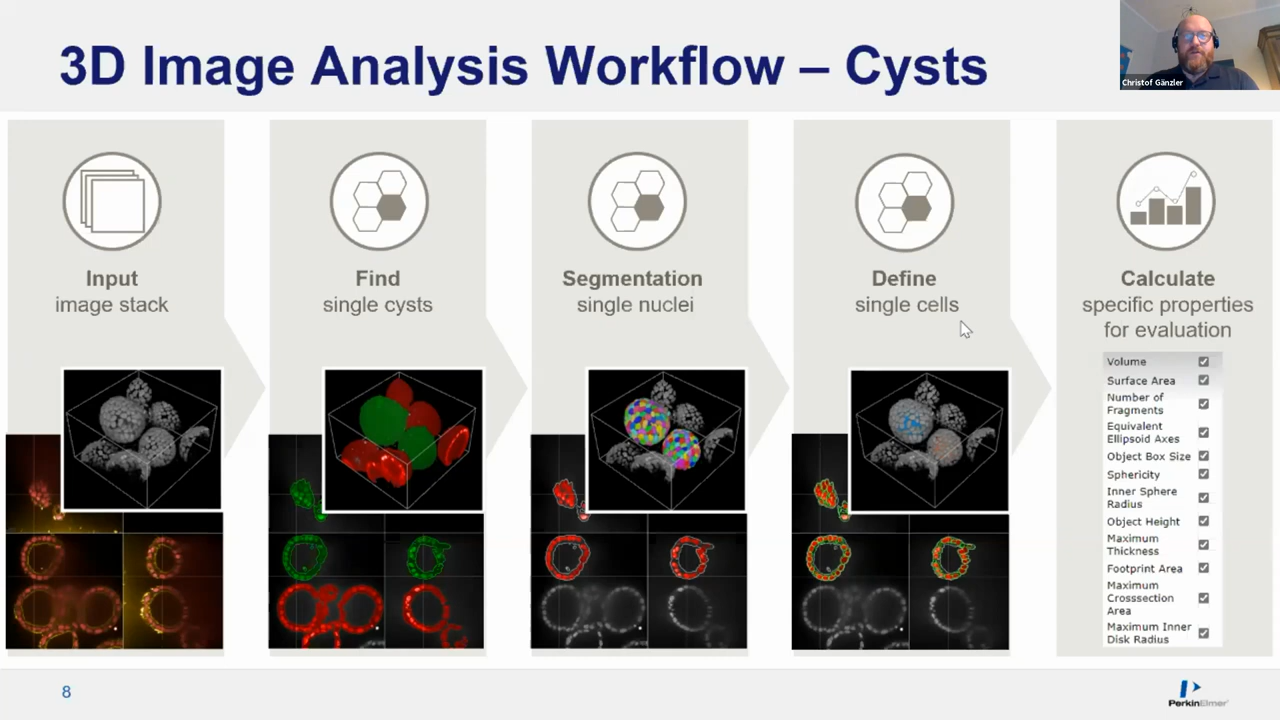 3D Image Analysis Workflow – Cysts
Christof Gänzler
Input
image stack
Find
single cysts
Segmentation
single nuclei
Define
single cells
Calculate
specific properties
for evaluation
Volume
Surface Area
Number of
Fragments
Equivalent
Ellipsoid Axes
Object Box Size
Sphericity
Inner Sphere
Radius
Object Height
Maximum
Thickness
Footprint Area
Maximum
Crosssection
Area
Maximum Inner
Disk Radius
8
PerkinElmer